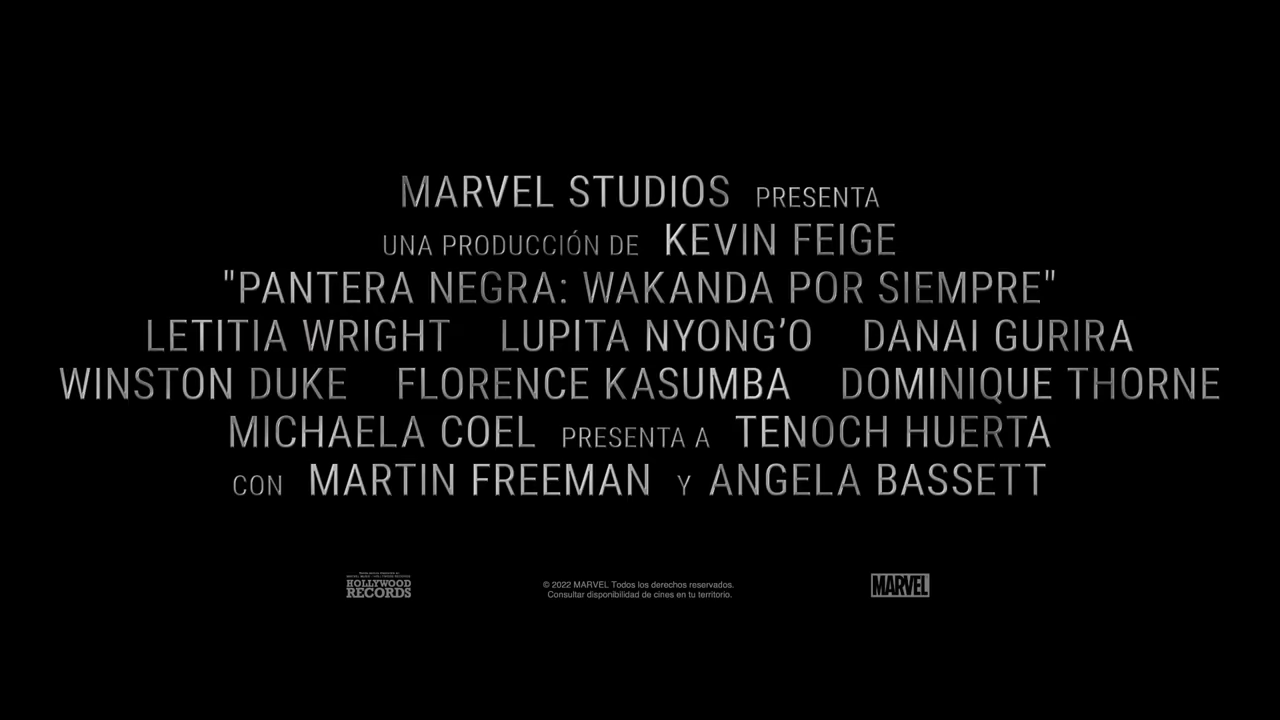 MARVEL STUDIOS PRESENTA
UNA PRODUCCIÓN DE KEVIN FEIGE
"PANTERA NEGRA: WAKANDA POR SIEMPRE"
LETITIA WRIGHT LUPITA NYONG’O DANAI GURIRA
WINSTON DUKE FLORENCE KASUMBA DOMINIQUE THORNE
MICHAELA COEL PRESENTA A TENOCH HUERTA
CON MARTIN FREEMAN Y ANGELA BASSETT
HOLLYWOOD
RECORDS
© 2022 MARVEL Todos los derechos reservados.
Consultar disponibilidad de cines en tu territorio.
MARVEL